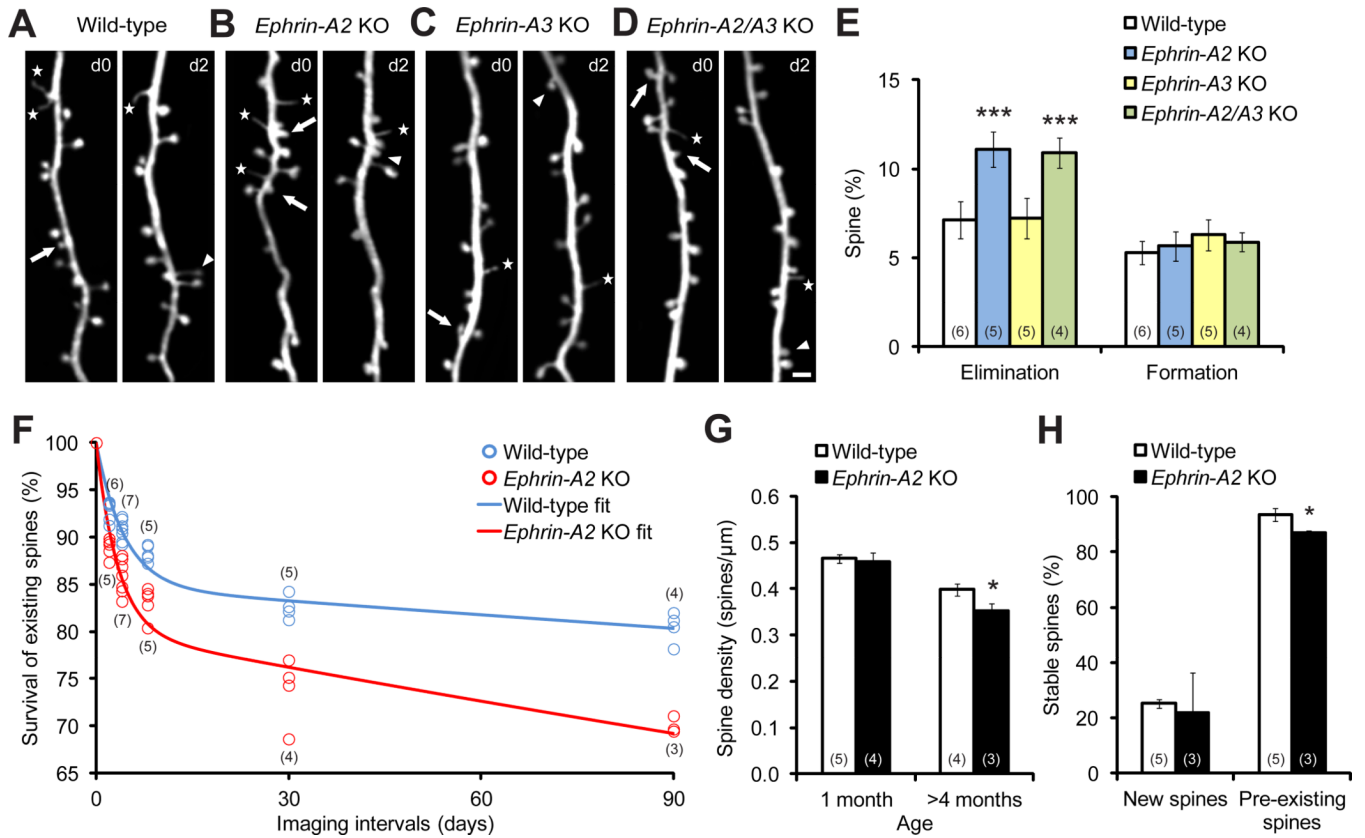 A Wild-type
d0 d2
B Ephrin-A2 KO
d0 d2
C Ephrin-A3 KO
d0 d2
D Ephrin-A2/A3 KO
d0 d2
E
Wild-type
Ephrin-A2 KO
Ephrin-A3 KO
Ephrin-A2/A3 KO
Spine (%)
15
10
5
0
*** ***
(6) (5) (5) (4) (6) (5) (5) (4)
Elimination Formation
F
Wild-type
Ephrin-A2 KO
Wild-type fit
Ephrin-A2 KO fit
Survival of existing spines (%)
100
95
90
85
80
75
70
65
(6) (7) (5) (5) (4)
(5) (7) (5) (4) (3)
0 30 60 90
Imaging intervals (days)
G
Wild-type
Ephrin-A2 KO
Spine density (spines/μm)
0.6
0.5
0.4
0.3
0.2
0.1
0.0
*
(5) (4) (4) (3)
1 month >4 months
Age
H
Wild-type
Ephrin-A2 KO
Stable spines (%)
100
80
60
40
20
0
*
(5) (3) (5) (3)
New spines Pre-existing
spines